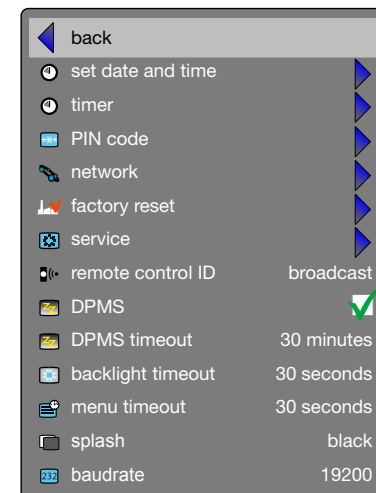 back
set date and time
timer
PIN code
network
factory reset
service
remote control ID broadcast
DPMS
DPMS timeout 30 minutes
backlight timeout 30 seconds
menu timeout 30 seconds
splash black
232 baudrate 19200